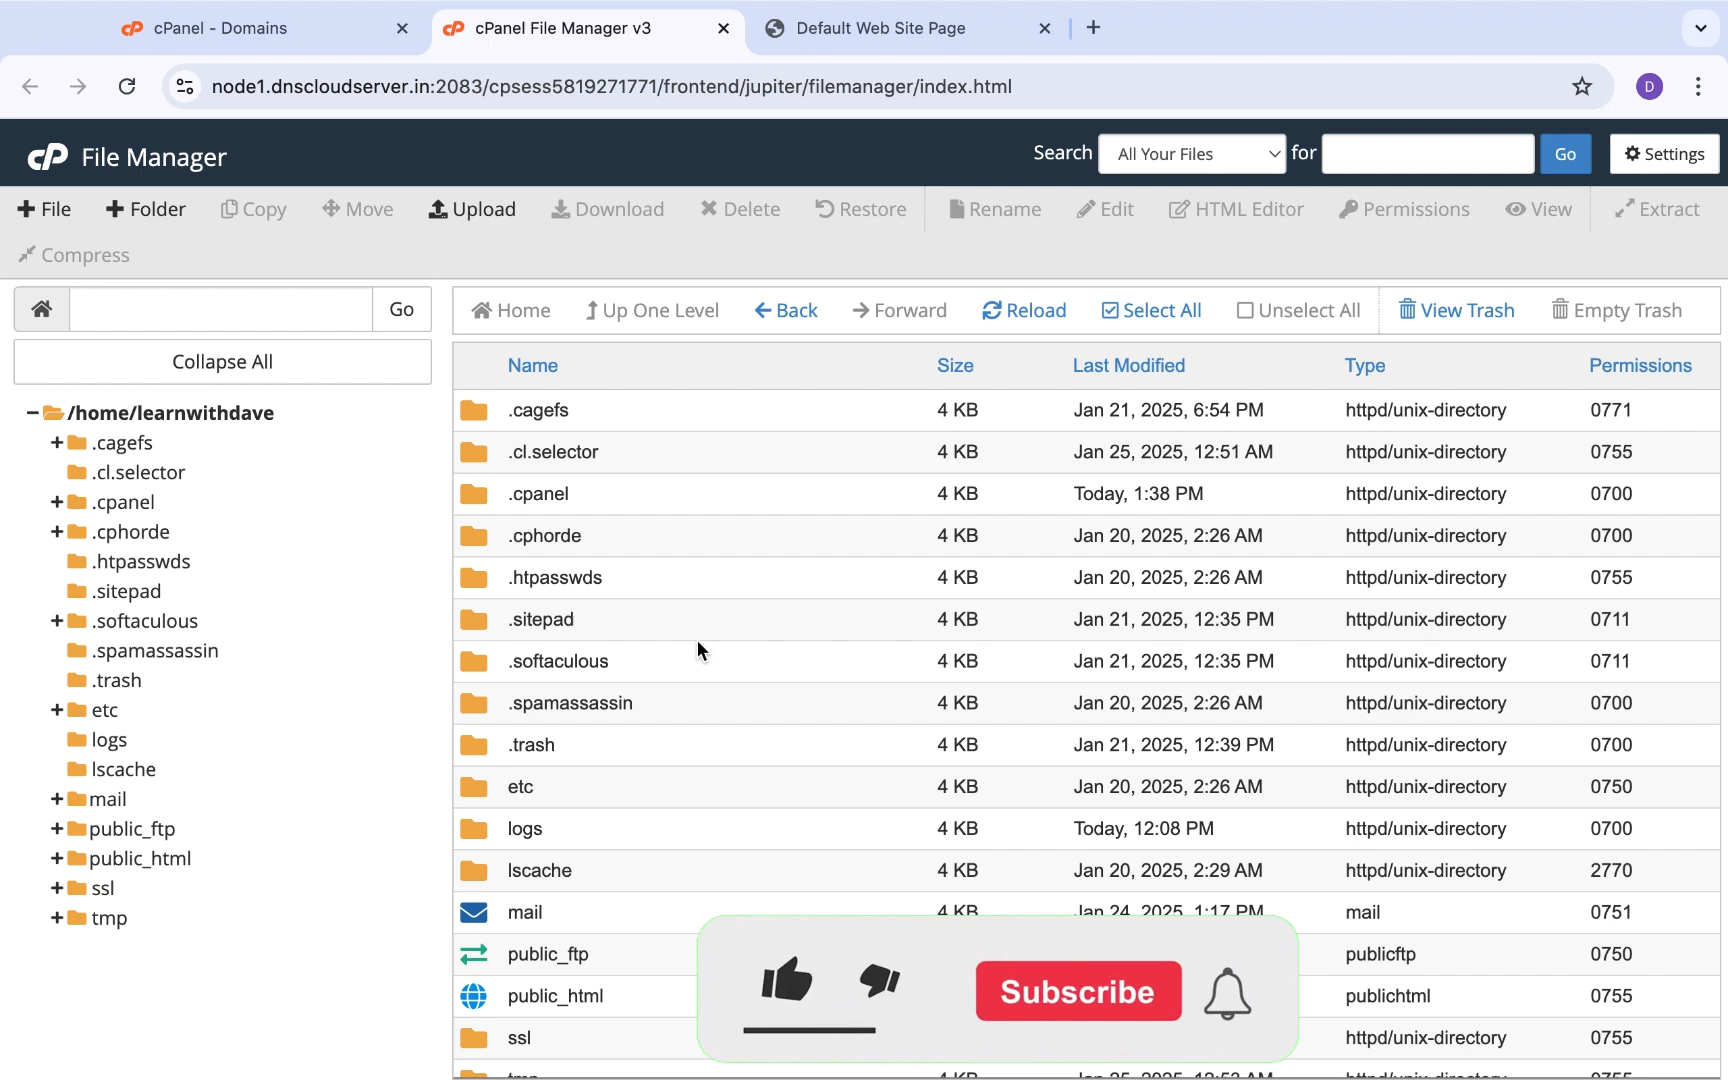 cPanel - Domains
cPanel File Manager v3
Default Web Site Page
node1.dnscloudserver.in:2083/cpsess5819271771/frontend/jupiter/filemanager/index.html
D
cP File Manager
Search All Your Files for Go Settings
File Folder Copy Move Upload Download Delete Restore Rename Edit HTML Editor Permissions View Extract
Compress
Go
Collapse All
/home/learnwithdave
.cagefs
.cl.selector
.cpanel
.cphorde
.htpasswds
.sitepad
.softaculous
.spamassassin
.trash
etc
logs
lscache
mail
public_ftp
public_html
ssl
tmp
Home Up One Level Back Forward Reload Select All Unselect All View Trash Empty Trash
Name Size Last Modified Type Permissions
.cagefs 4 KB Jan 21, 2025, 6:54 PM httpd/unix-directory 0771
.cl.selector 4 KB Jan 25, 2025, 12:51 AM httpd/unix-directory 0755
.cpanel 4 KB Today, 1:38 PM httpd/unix-directory 0700
.cphorde 4 KB Jan 20, 2025, 2:26 AM httpd/unix-directory 0700
.htpasswds 4 KB Jan 20, 2025, 2:26 AM httpd/unix-directory 0755
.sitepad 4 KB Jan 21, 2025, 12:35 PM httpd/unix-directory 0711
.softaculous 4 KB Jan 21, 2025, 12:35 PM httpd/unix-directory 0711
.spamassassin 4 KB Jan 20, 2025, 2:26 AM httpd/unix-directory 0700
.trash 4 KB Jan 21, 2025, 12:39 PM httpd/unix-directory 0700
etc 4 KB Jan 20, 2025, 2:26 AM httpd/unix-directory 0750
logs 4 KB Today, 12:08 PM httpd/unix-directory 0700
lscache 4 KB Jan 20, 2025, 2:29 AM httpd/unix-directory 2770
mail 4 KB Jan 24, 2025, 1:17 PM mail 0751
public_ftp publicftp 0750
public_html publichtml 0755
ssl httpd/unix-directory 0755
Subscribe